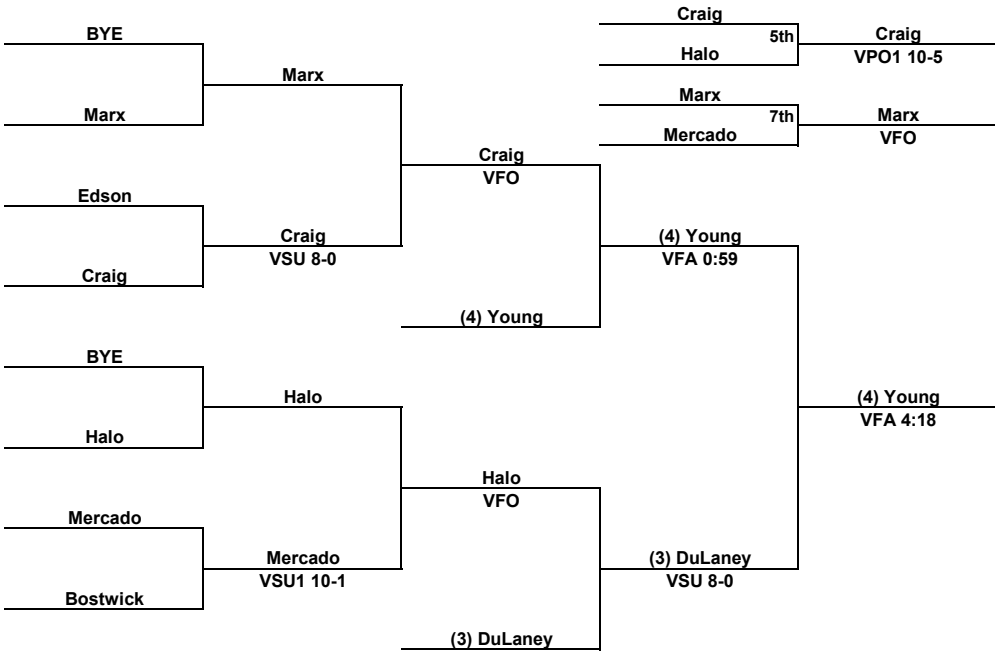 BYE
Marx
Marx
Edson
Craig
VSU 8-0
Craig
Craig
VFO
(4) Young
(4) Young
VFA 0:59
BYE
Halo
Halo
Mercado
Mercado
VSU1 10-1
Bostwick
Halo
VFO
(3) DuLaney
(3) DuLaney
VSU 8-0
(4) Young
VFA 4:18
Craig
5th
Halo
Craig
VPO1 10-5
Marx
7th
Mercado
Marx
VFO